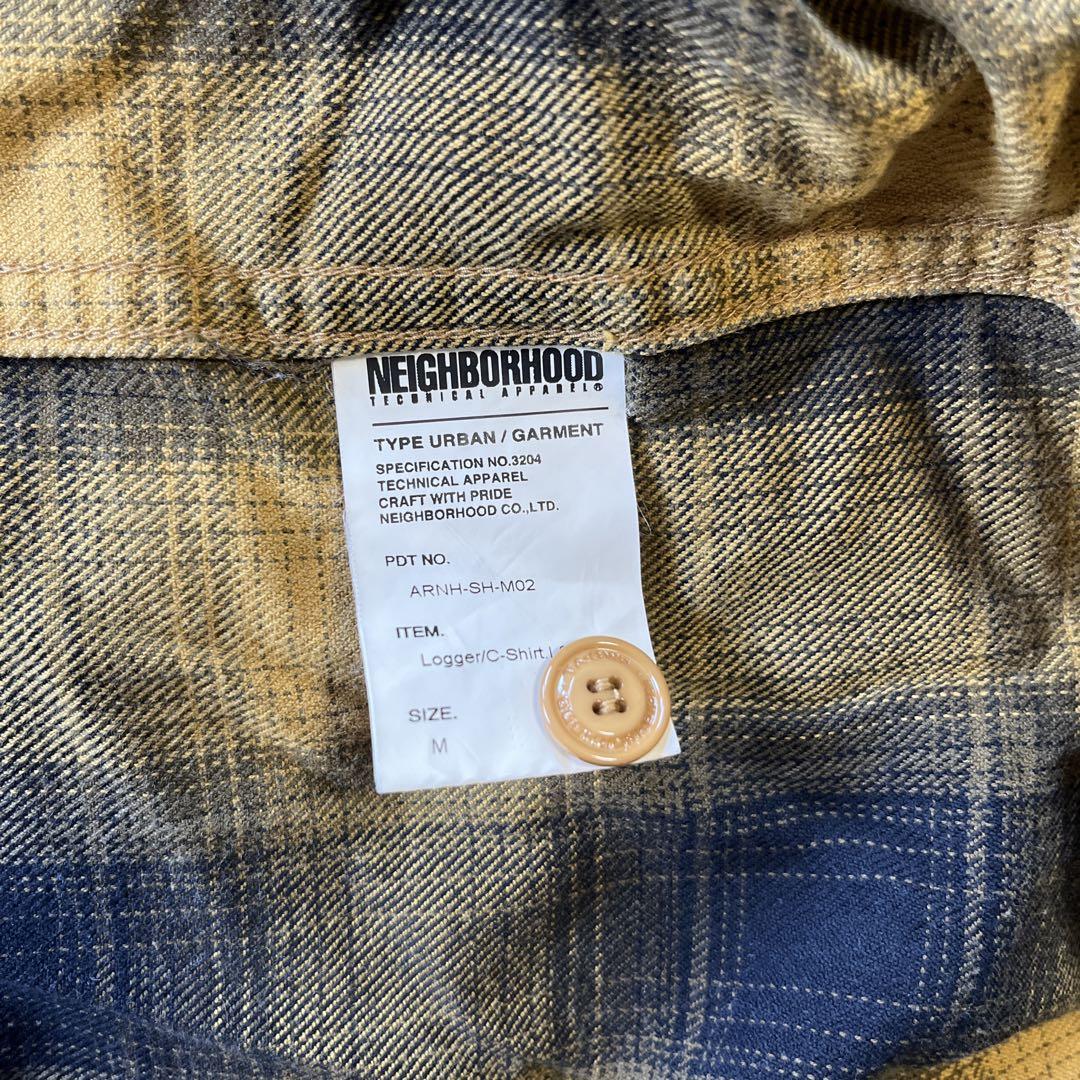 NEIGHBORHOOD
TECHNICAL APPAREL®
TYPE URBAN / GARMENT
SPECIFICATION NO.3204
TECHNICAL APPAREL
CRAFT WITH PRIDE
NEIGHBORHOOD CO.,LTD.
PDT NO.
ARNH-SH-M02
ITEM.
Logger/C-Shirt.
SIZE.
M